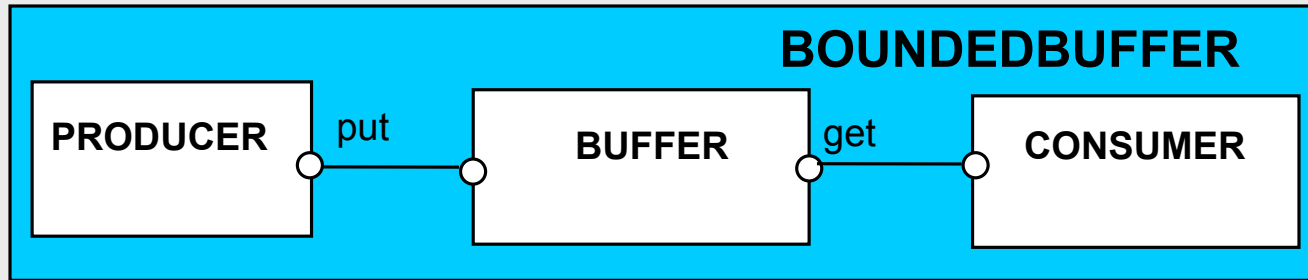 BOUNDEDBUFFER
PRODUCER
put
BUFFER
get
CONSUMER